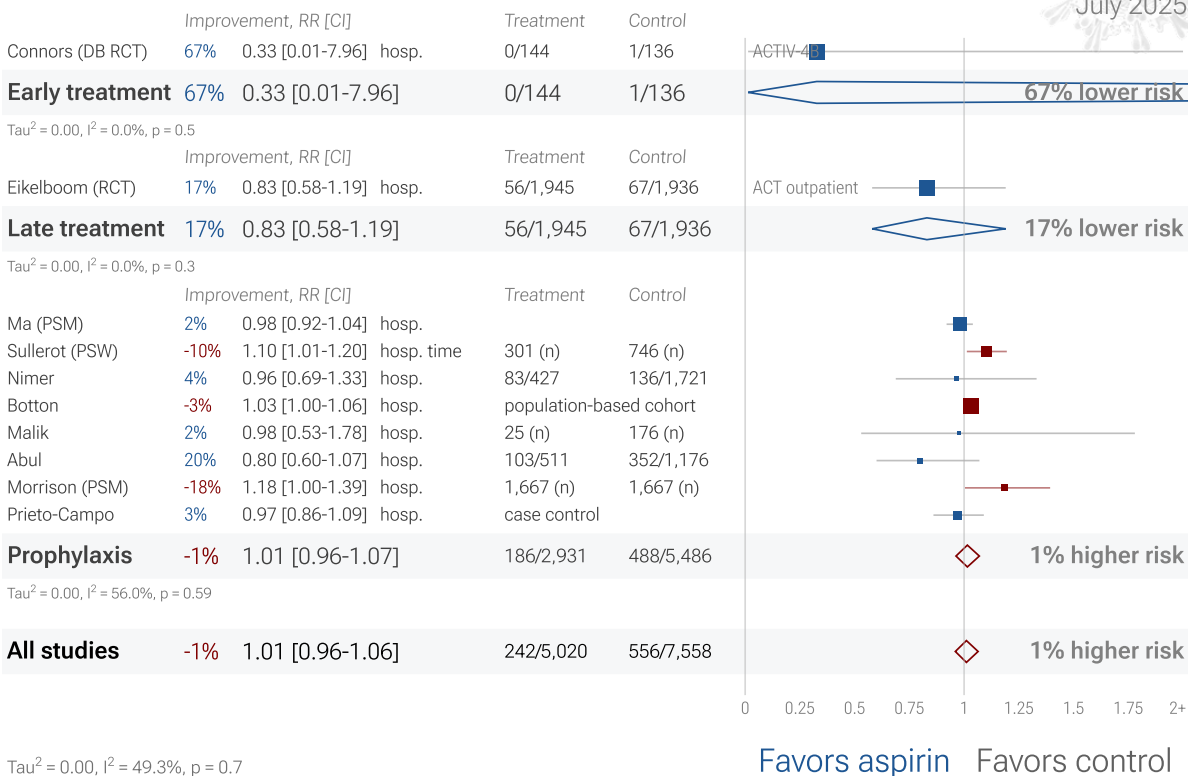 July 2025
Improvement, RR [CI] Treatment Control
Connors (DB RCT) 67% 0.33 [0.01-7.96] hosp. 0/144 1/136 ACTIV-4B
Early treatment 67% 0.33 [0.01-7.96] 0/144 1/136 67% lower risk
Tau² = 0.00, I² = 0.0%, p = 0.5
Improvement, RR [CI] Treatment Control
Eikelboom (RCT) 17% 0.83 [0.58-1.19] hosp. 56/1,945 67/1,936 ACT outpatient
Late treatment 17% 0.83 [0.58-1.19] 56/1,945 67/1,936 17% lower risk
Tau² = 0.00, I² = 0.0%, p = 0.3
Improvement, RR [CI] Treatment Control
Ma (PSM) 2% 0.98 [0.92-1.04] hosp.
Sullerot (PSW) -10% 1.10 [1.01-1.20] hosp. time 301 (n) 746 (n)
Nimer 4% 0.96 [0.69-1.33] hosp. 83/427 136/1,721
Botton -3% 1.03 [1.00-1.06] hosp. population-based cohort
Malik 2% 0.98 [0.53-1.78] hosp. 25 (n) 176 (n)
Abul 20% 0.80 [0.60-1.07] hosp. 103/511 352/1,176
Morrison (PSM) -18% 1.18 [1.00-1.39] hosp. 1,667 (n) 1,667 (n)
Prieto-Campo 3% 0.97 [0.86-1.09] hosp. case control
Prophylaxis -1% 1.01 [0.96-1.07] 186/2,931 488/5,486 1% higher risk
Tau² = 0.00, I² = 56.0%, p = 0.59
All studies -1% 1.01 [0.96-1.06] 242/5,020 556/7,558 1% higher risk
0 0.25 0.5 0.75 1 1.25 1.5 1.75 2+
Tau² = 0.00, I² = 49.3%, p = 0.7 Favors aspirin Favors control